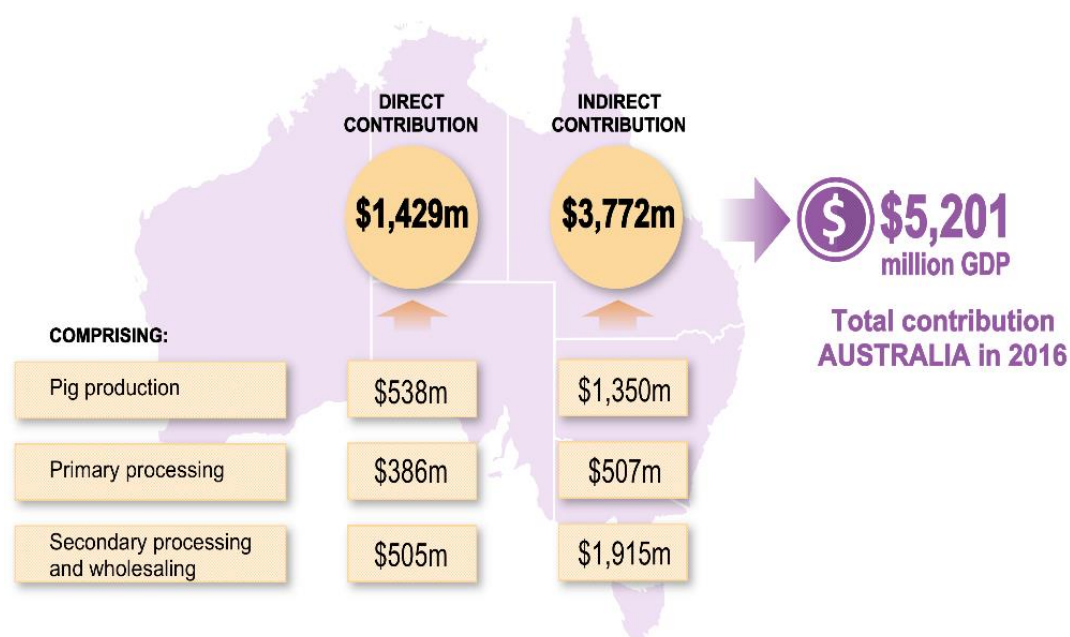 DIRECT
CONTRIBUTION
INDIRECT
CONTRIBUTION
$1,429m
$3,772m
$
$5,201
million GDP
Total contribution
AUSTRALIA in 2016
COMPRISING:
Pig production
$538m
$1,350m
Primary processing
$386m
$507m
Secondary processing
and wholesaling
$505m
$1,915m